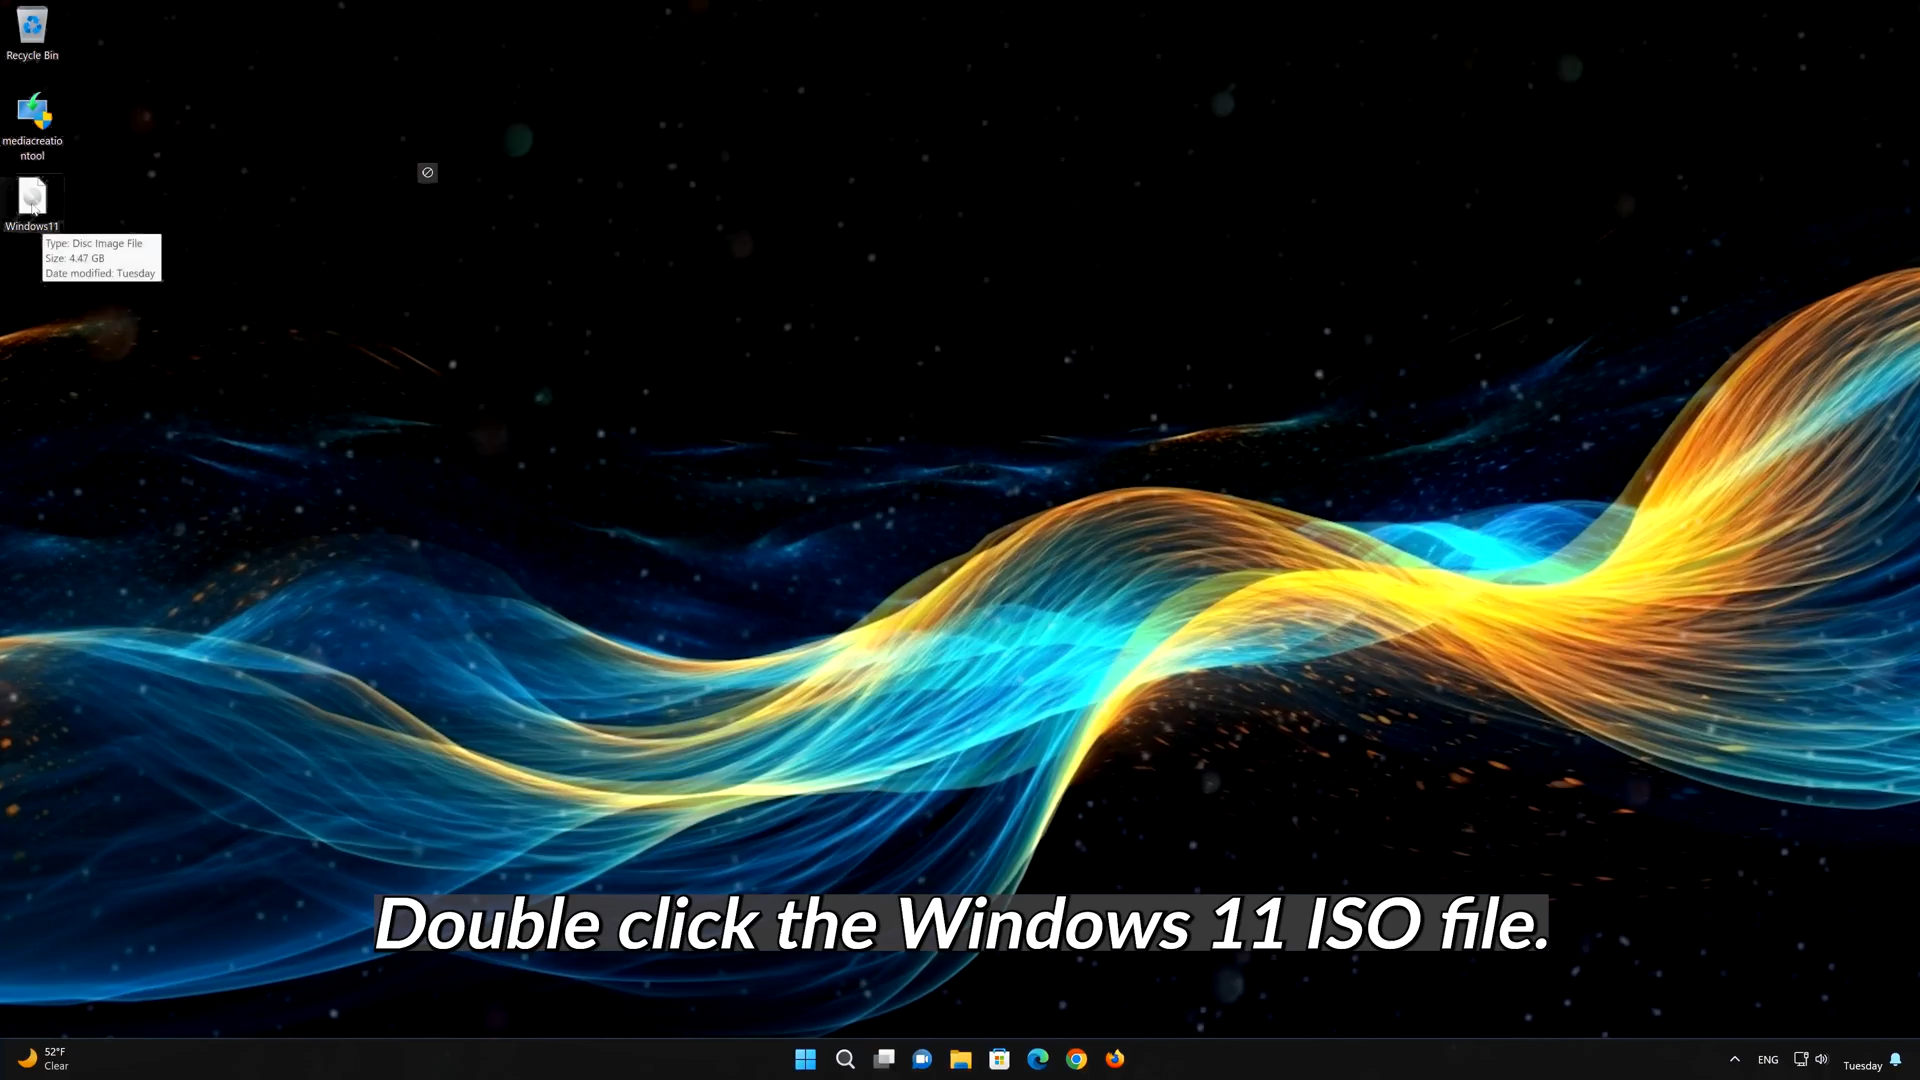 Recycle Bin
mediacreatio
ntool
Windows11
Type: Disc Image File
Size: 4.47 GB
Date modified: Tuesday
Double click the Windows 11 ISO file.
52°F
Clear
ENG
Tuesday